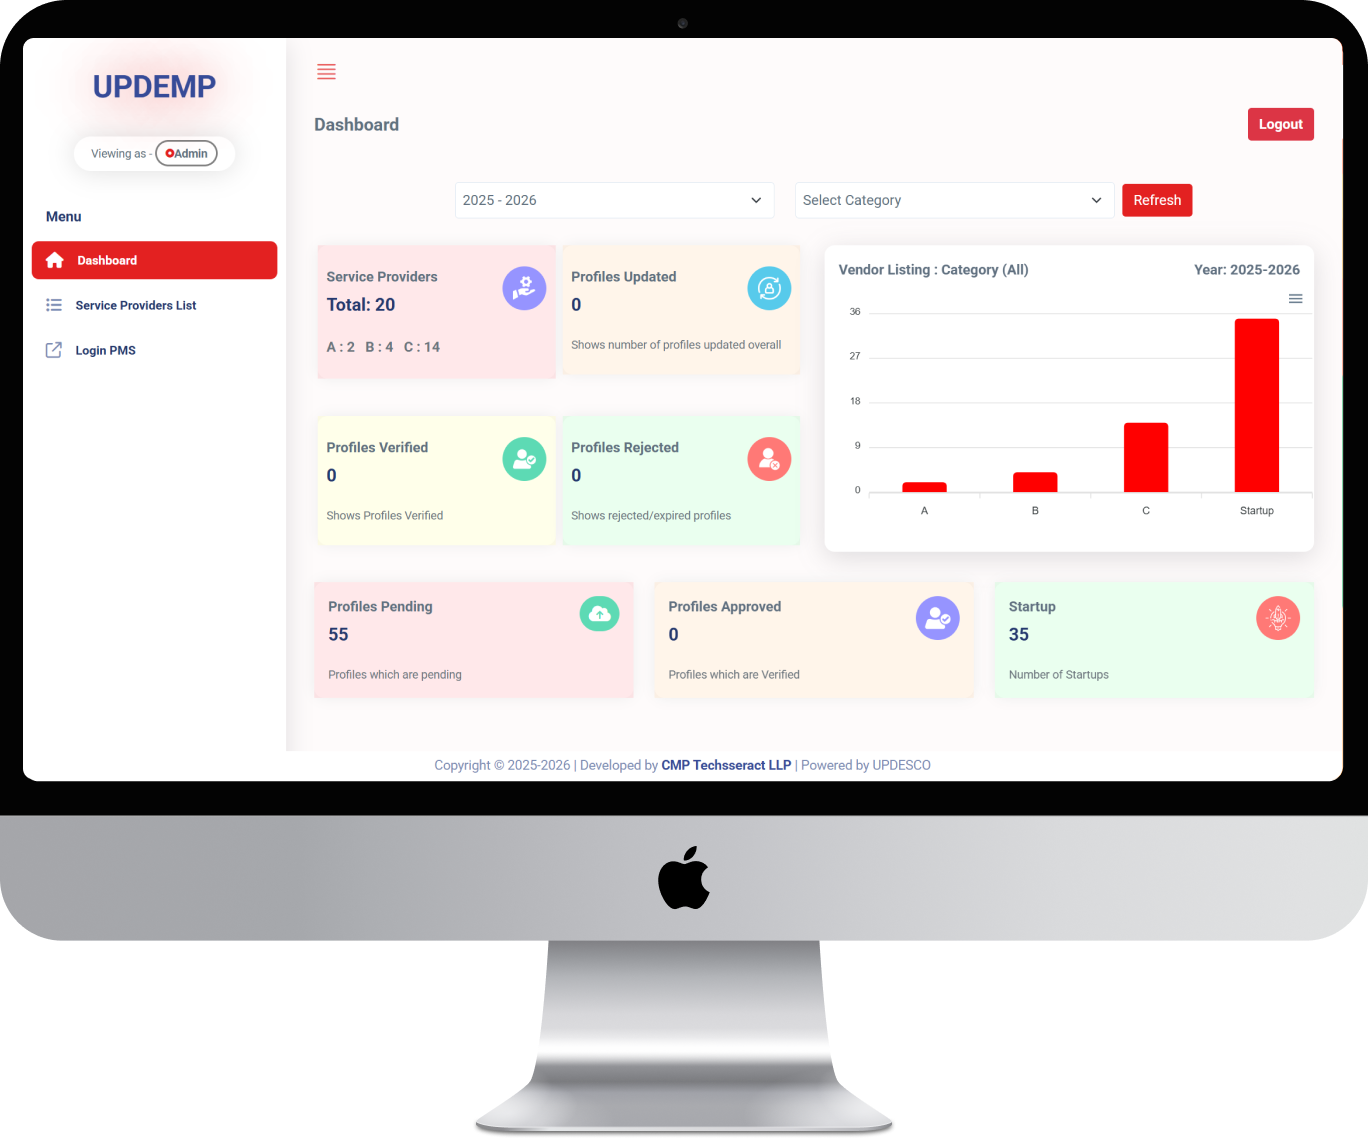 UPDEMP
Viewing as - Admin
Menu
Dashboard
Service Providers List
Login PMS
Dashboard
Logout
2025 - 2026
Select Category
Refresh
Service Providers
Total: 20
A : 2 B : 4 C : 14
Profiles Updated
0
Shows number of profiles updated overall
Profiles Verified
0
Shows Profiles Verified
Profiles Rejected
0
Shows rejected/expired profiles
Vendor Listing : Category (All)
Year: 2025-2026
36
27
18
9
0
A B C Startup
Profiles Pending
55
Profiles which are pending
Profiles Approved
0
Profiles which are Verified
Startup
35
Number of Startups
Copyright © 2025-2026 | Developed by CMP Techsseract LLP | Powered by UPDESCO